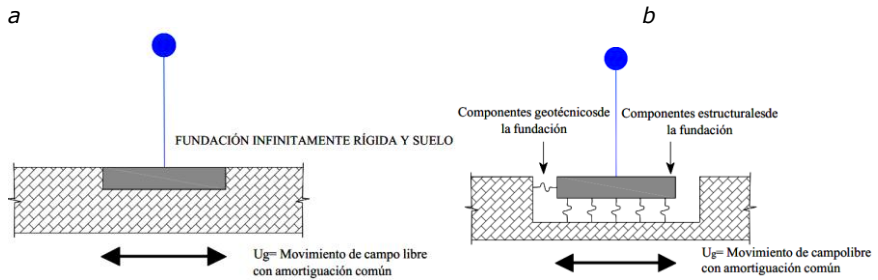 a
b
FUNDACIÓN INFINITAMENTE RÍGIDA Y SUELO
Ug= Movimiento de campo libre
con amortiguación común
Componentes geotécnicosde
la fundación
Componentes estructuralesde
la fundación
Ug= Movimiento de campolibre
con amortiguación común